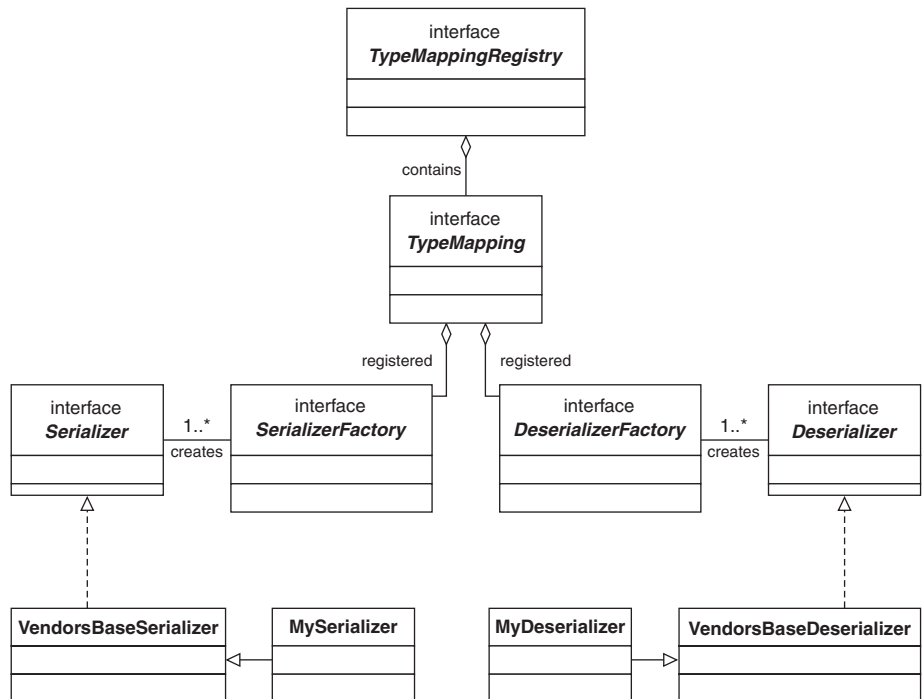 interface
TypeMappingRegistry
contains
interface
TypeMapping
registered
registered
interface
Serializer
1..*
creates
interface
SerializerFactory
interface
DeserializerFactory
1..*
creates
interface
Deserializer
VendorsBaseSerializer
MySerializer
MyDeserializer
VendorsBaseDeserializer